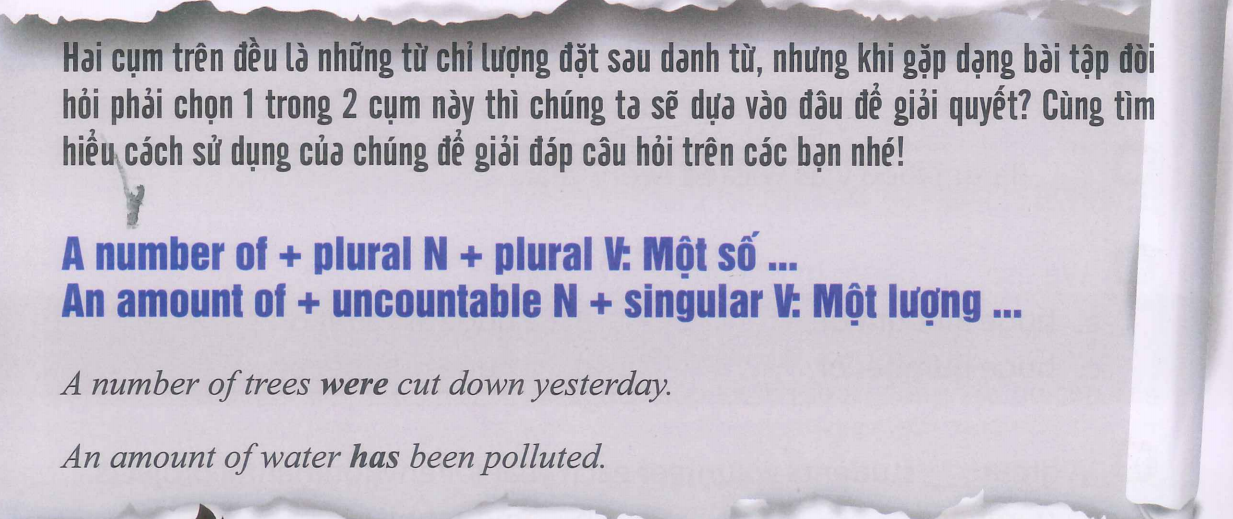 Hai cụm trên đều là những từ chỉ lượng đặt sau danh từ, nhưng khi gặp dạng bài tập đòi
hỏi phải chọn 1 trong 2 cụm này thì chúng ta sẽ dựa vào đâu để giải quyết? Cùng tìm
hiểu cách sử dụng của chúng để giải đáp câu hỏi trên các bạn nhé!
A number of + plural N + plural V: Một số ...
An amount of + uncountable N + singular V: Một lượng ...
A number of trees were cut down yesterday.
An amount of water has been polluted.